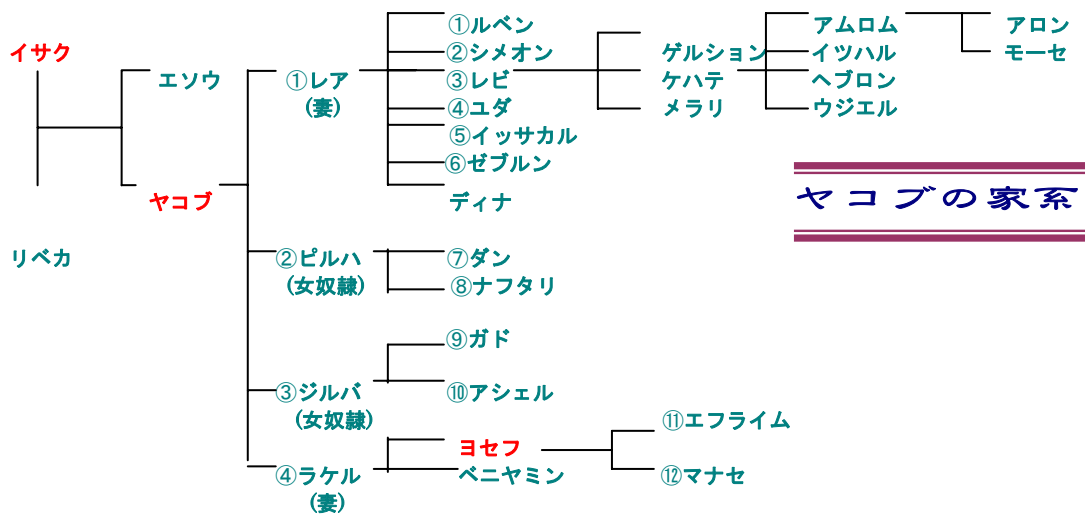 イサク
リベカ
エソウ
ヤコブ
①レア
(妻)
②ピルハ
(女奴隷)
③ジルバ
(女奴隷)
④ラケル
(妻)
①ルベン
②シメオン
③レビ
④ユダ
⑤イッサカル
⑥ゼブルン
ディナ
⑦ダン
⑧ナフタリ
⑨ガド
⑩アシェル
ヨセフ
ベニヤミン
ゲルション
ケハテ
メラリ
アムロム
イツハル
ヘブロン
ウジエル
アロン
モーセ
⑪エフライム
⑫マナセ
ヤコブの家系